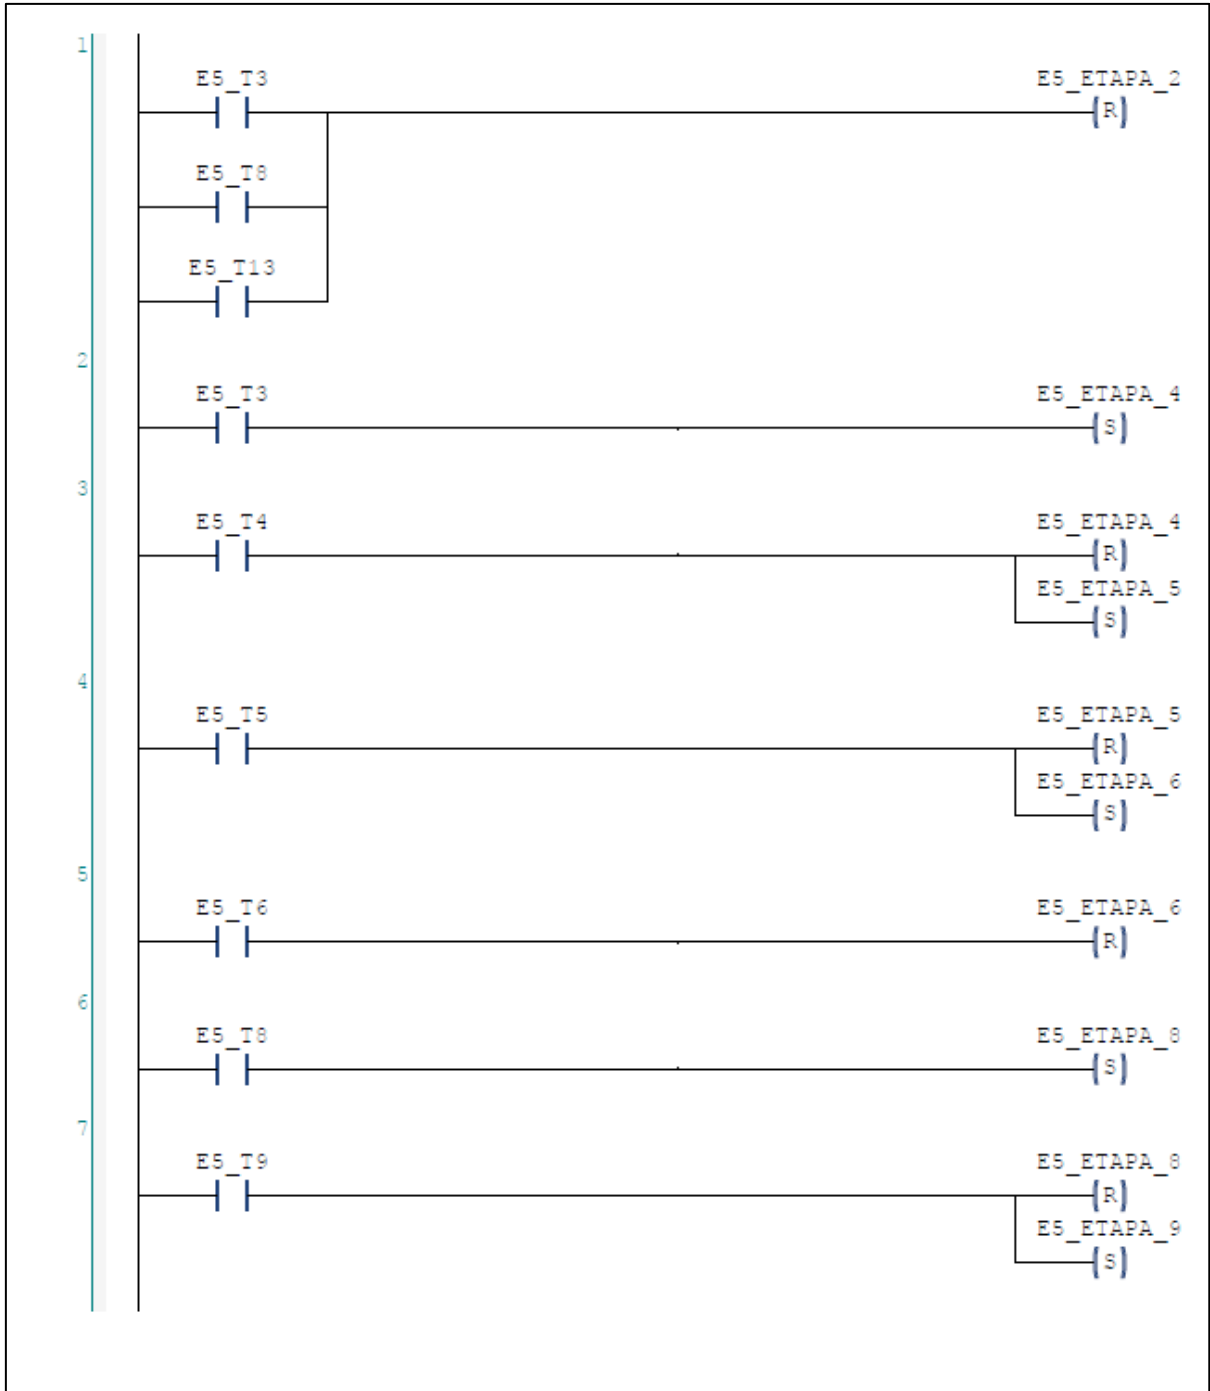 1
E5_T3 E5_ETAPA_2
R
E5_T8
E5_T13
2
E5_T3 E5_ETAPA_4
S
3
E5_T4 E5_ETAPA_4
R
E5_ETAPA_5
S
4
E5_T5 E5_ETAPA_5
R
E5_ETAPA_6
S
5
E5_T6 E5_ETAPA_6
R
6
E5_T8 E5_ETAPA_8
S
7
E5_T9 E5_ETAPA_8
R
E5_ETAPA_9
S